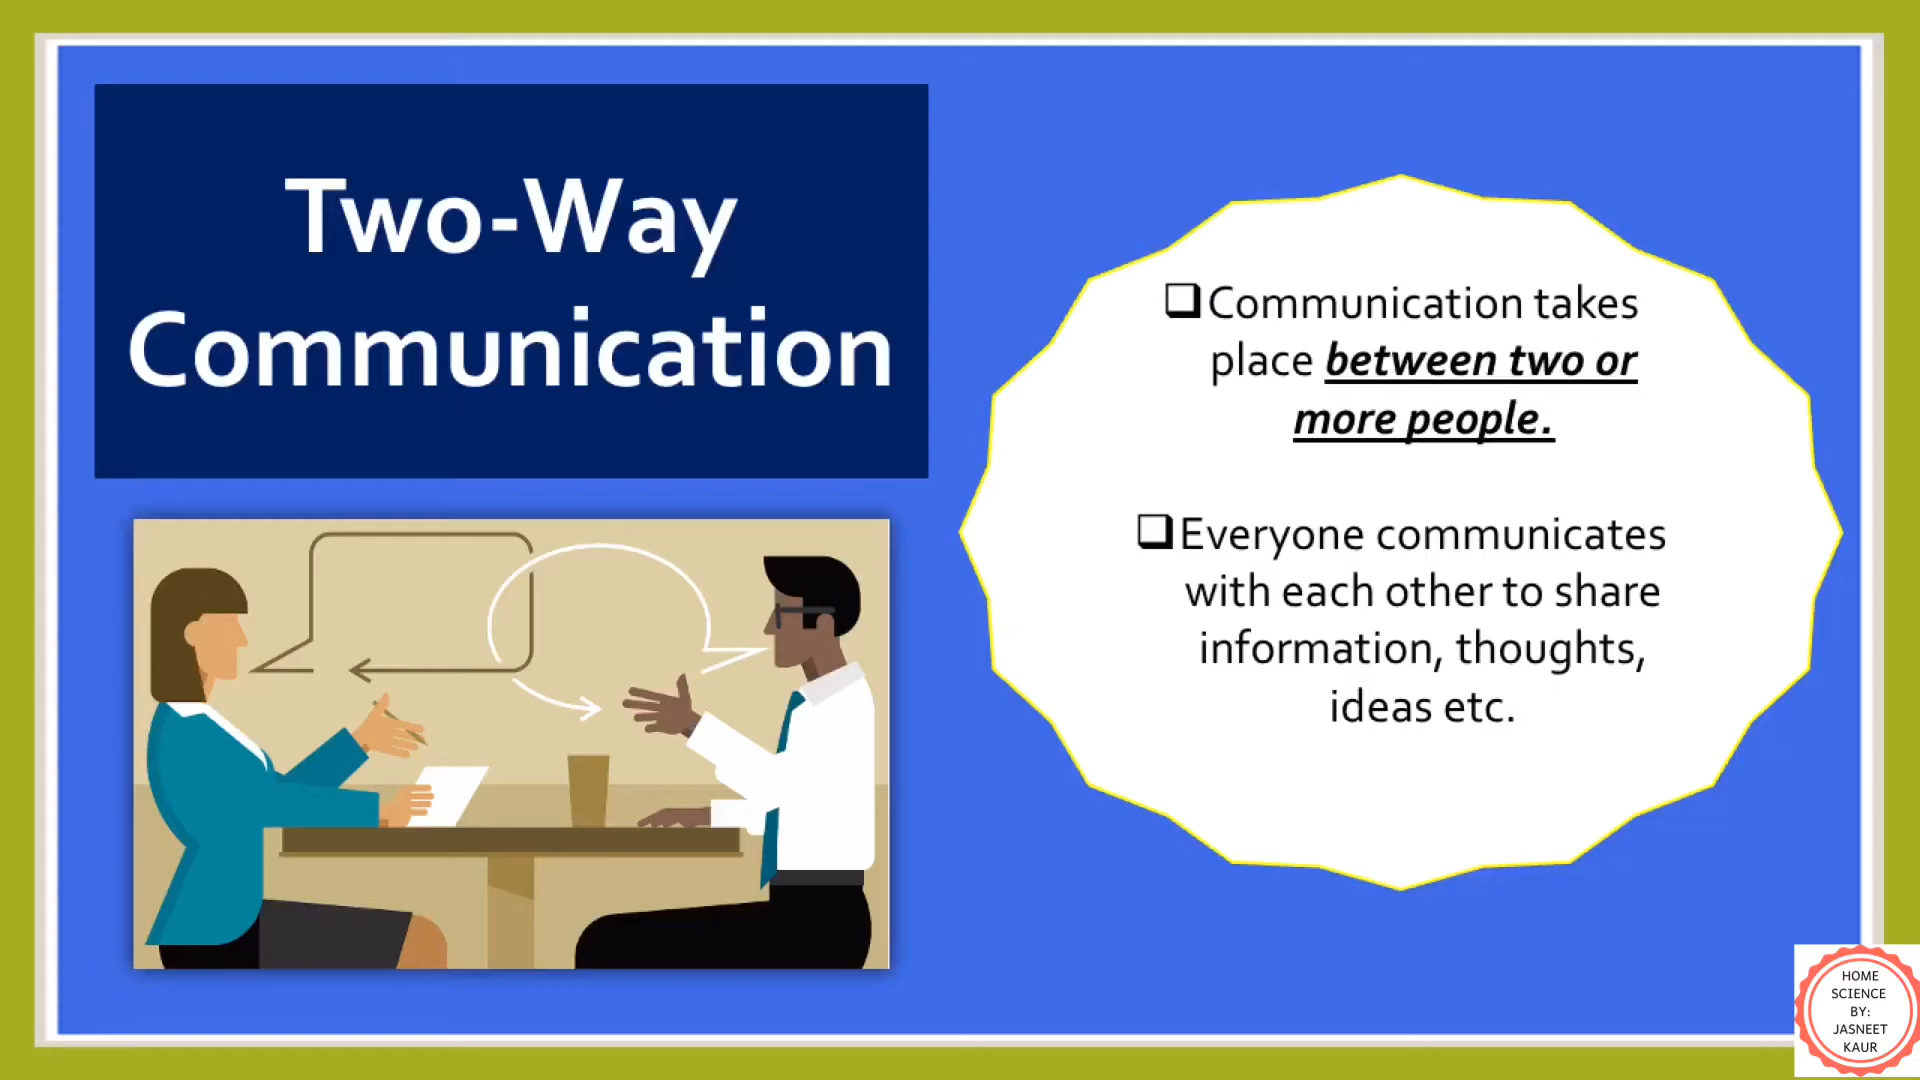 Two-Way
Communication
❑Communication takes
place between two or
more people.
❑Everyone communicates
with each other to share
information, thoughts,
ideas etc.
HOME
SCIENCE
BY:
JASNEET
KAUR